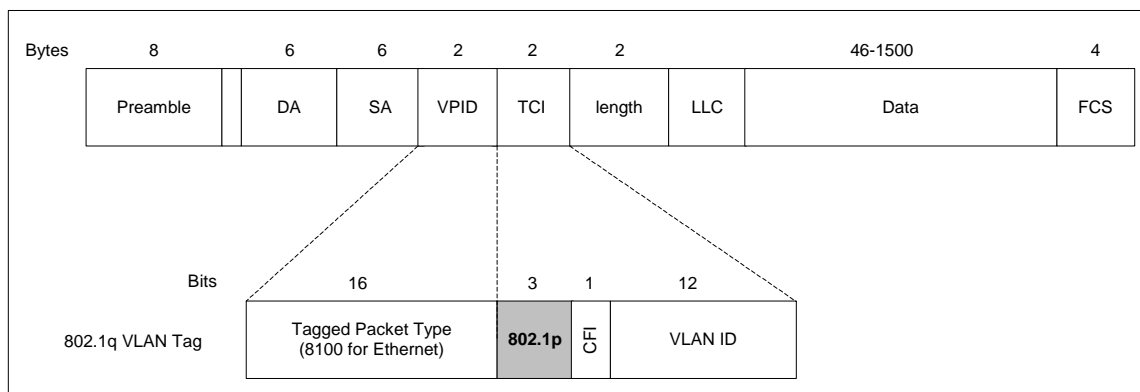 Bytes 8 6 6 2 2 2 46-1500 4
Preamble DA SA VPID TCI length LLC Data FCS
Bits 16 3 1 12
802.1q VLAN Tag
Tagged Packet Type
(8100 for Ethernet)
802.1p
CFI
VLAN ID